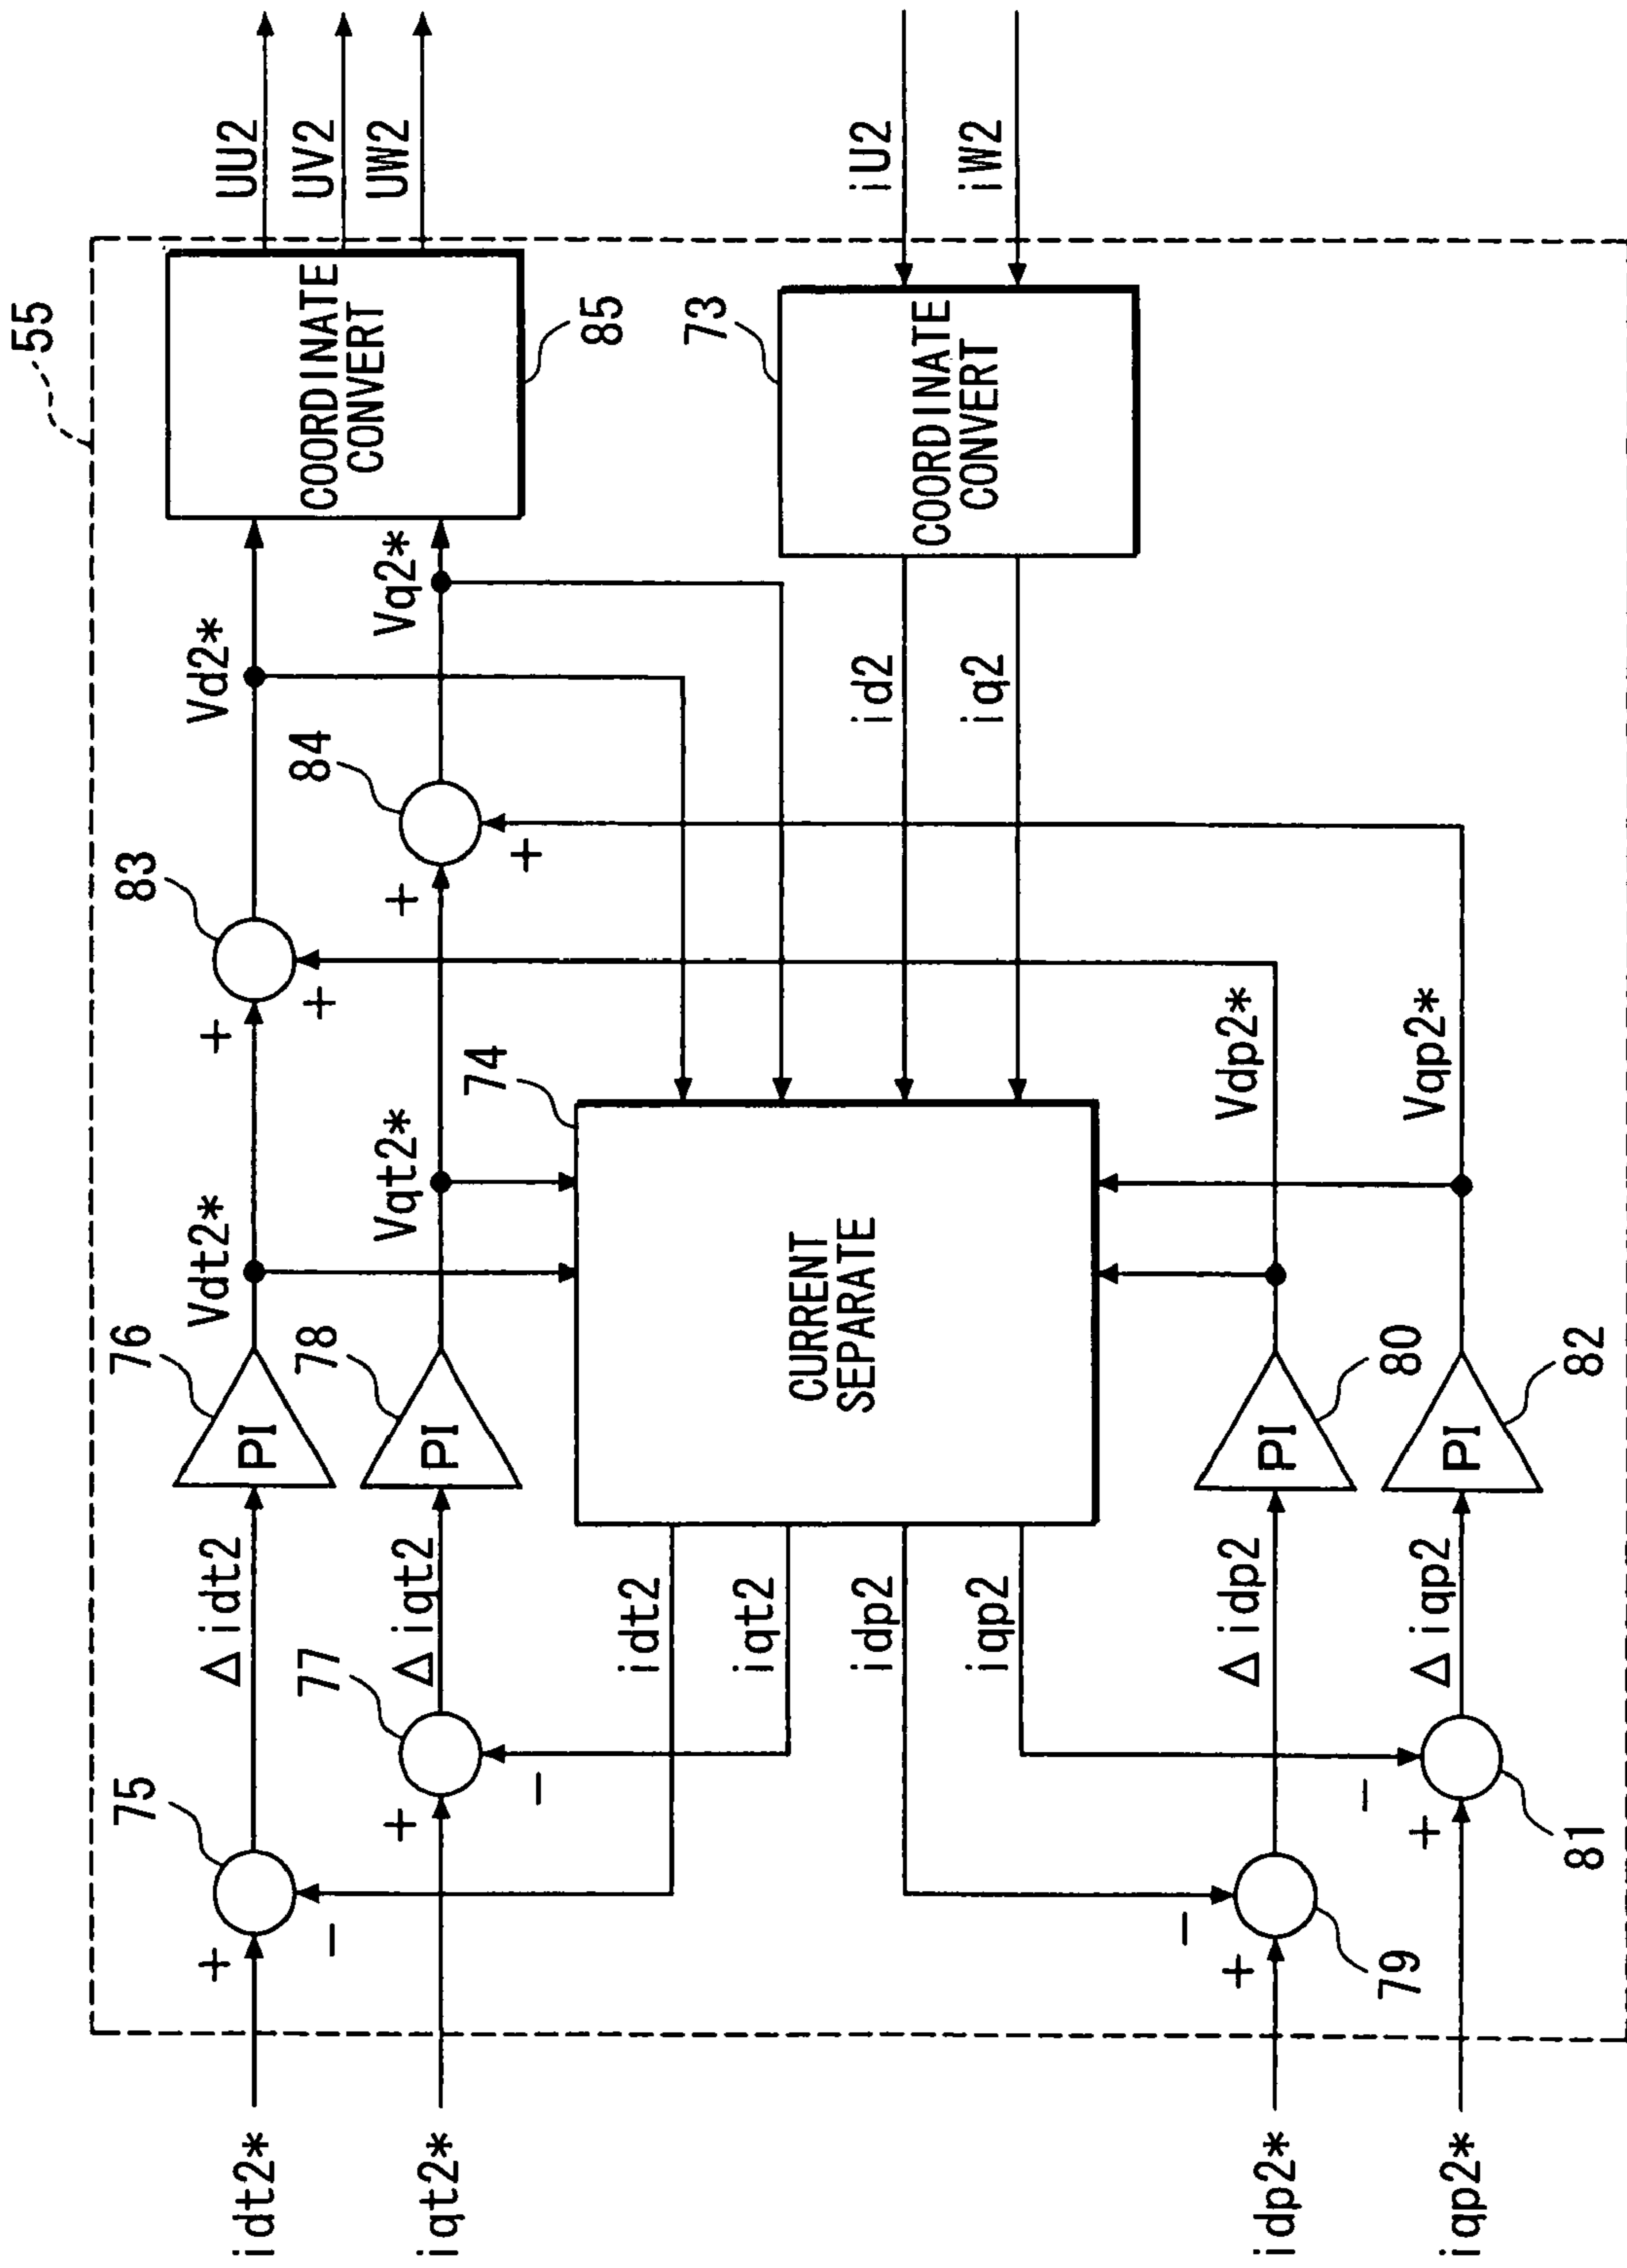 55
UU2
UV2
UW2
COORDINATE
CONVERT
85
Vd2*
Vq2*
83
84
+
+
+
+
Vdt2*
Vqt2*
76
78
PI
PI
Δidt2
Δiqt2
75
77
+
−
+
−
idt2*
iqt2*
iU2
iW2
73
COORDINATE
CONVERT
id2
iq2
74
CURRENT
SEPARATE
idt2
iqt2
idp2
iqp2
Vdp2*
Vqp2*
PI
80
PI
82
Δidp2
Δiqp2
−
+
79
−
+
81
idp2*
iqp2*